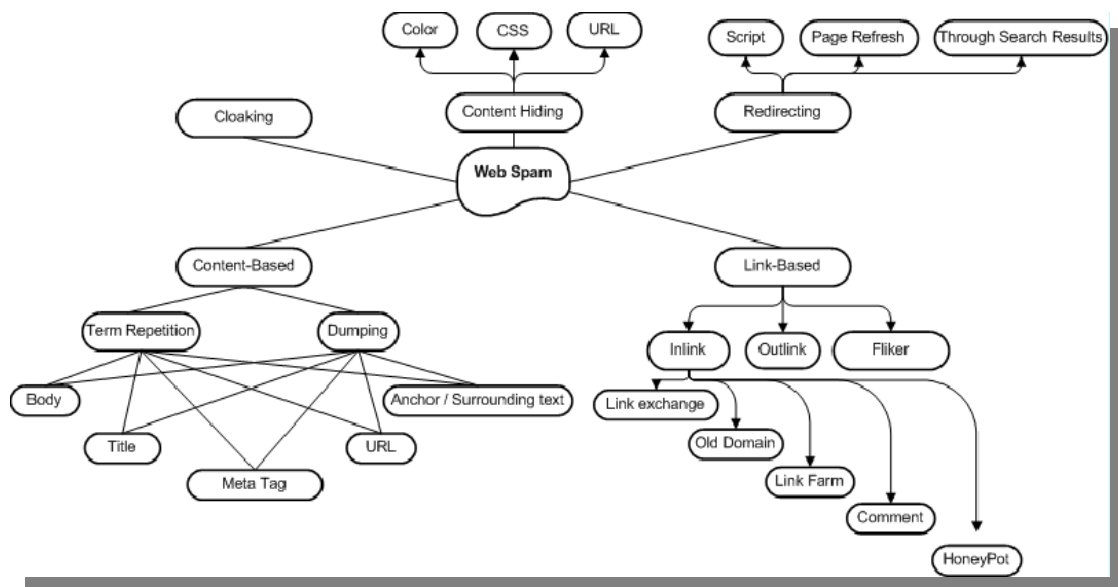 Color
CSS
URL
Script
Page Refresh
Through Search Results
Cloaking
Content Hiding
Redirecting
Web Spam
Content-Based
Link-Based
Term Repetition
Dumping
Inlink
Outlink
Fliker
Body
Anchor / Surrounding text
Link exchange
Title
URL
Old Domain
Meta Tag
Link Farm
Comment
HoneyPot